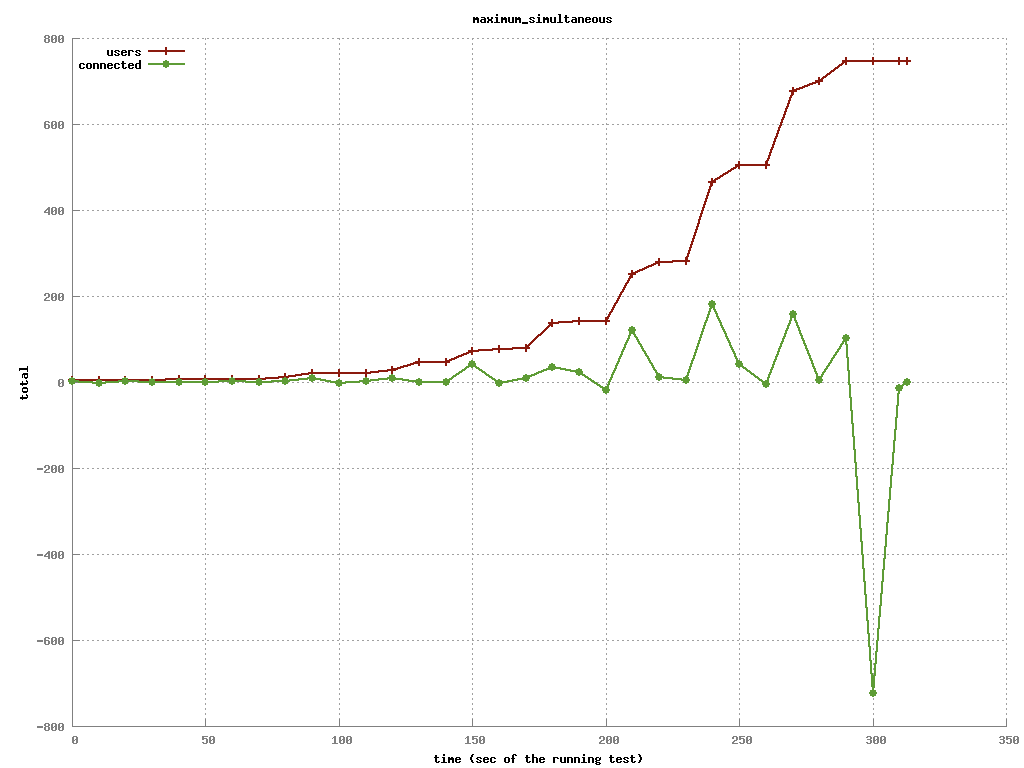 maximum_simultaneous
users
connected
800
600
400
200
0
-200
-400
-600
-800
total
0 50 100 150 200 250 300 350
time (sec of the running test)